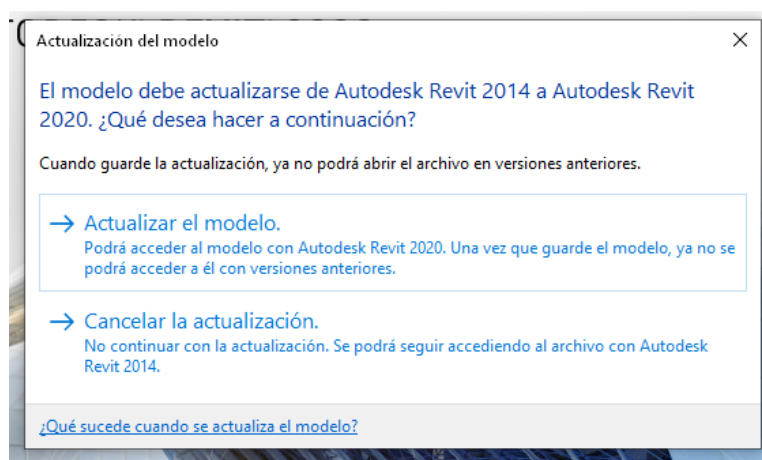 Actualización del modelo
El modelo debe actualizarse de Autodesk Revit 2014 a Autodesk Revit
2020. ¿Qué desea hacer a continuación?
Cuando guarde la actualización, ya no podrá abrir el archivo en versiones anteriores.
Actualizar el modelo.
Podrá acceder al modelo con Autodesk Revit 2020. Una vez que guarde el modelo, ya no se
podrá acceder a él con versiones anteriores.
Cancelar la actualización.
No continuar con la actualización. Se podrá seguir accediendo al archivo con Autodesk
Revit 2014.
¿Qué sucede cuando se actualiza el modelo?